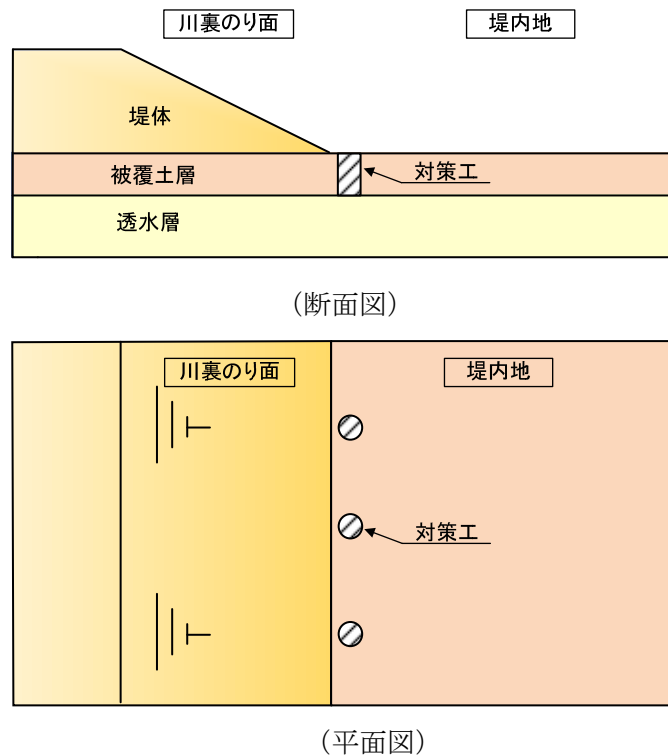 川裏のり面
堤内地
堤体
被覆土層
対策工
透水層
（断面図）
川裏のり面
堤内地
対策工
（平面図）